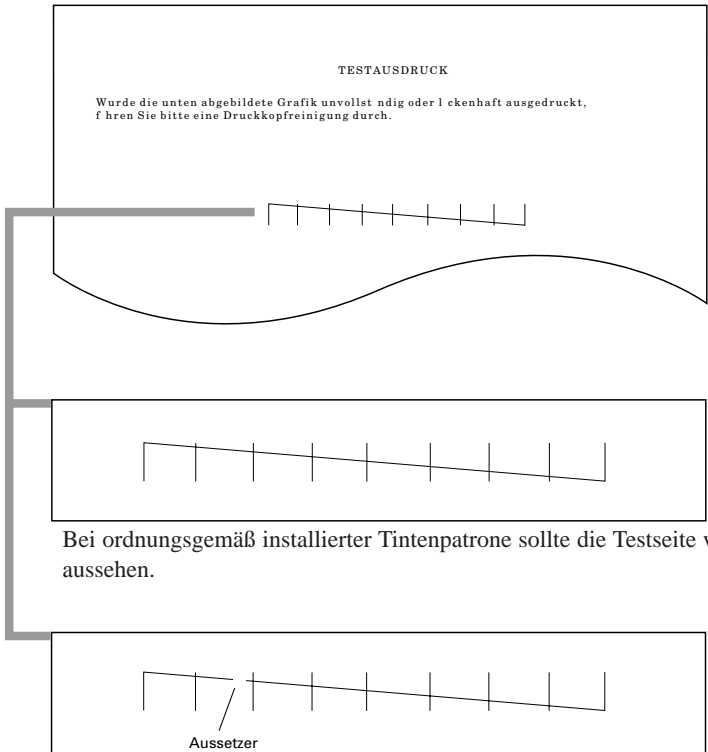 TESTAUSDRUCK
Wurde die unten abgebildete Grafik unvollst ndig oder l ckenhaft ausgedruckt,
f hren Sie bitte eine Druckkopfreinigung durch.
Bei ordnungsgemäß installierter Tintenpatrone sollte die Testseite
aussehen.
Aussetzer